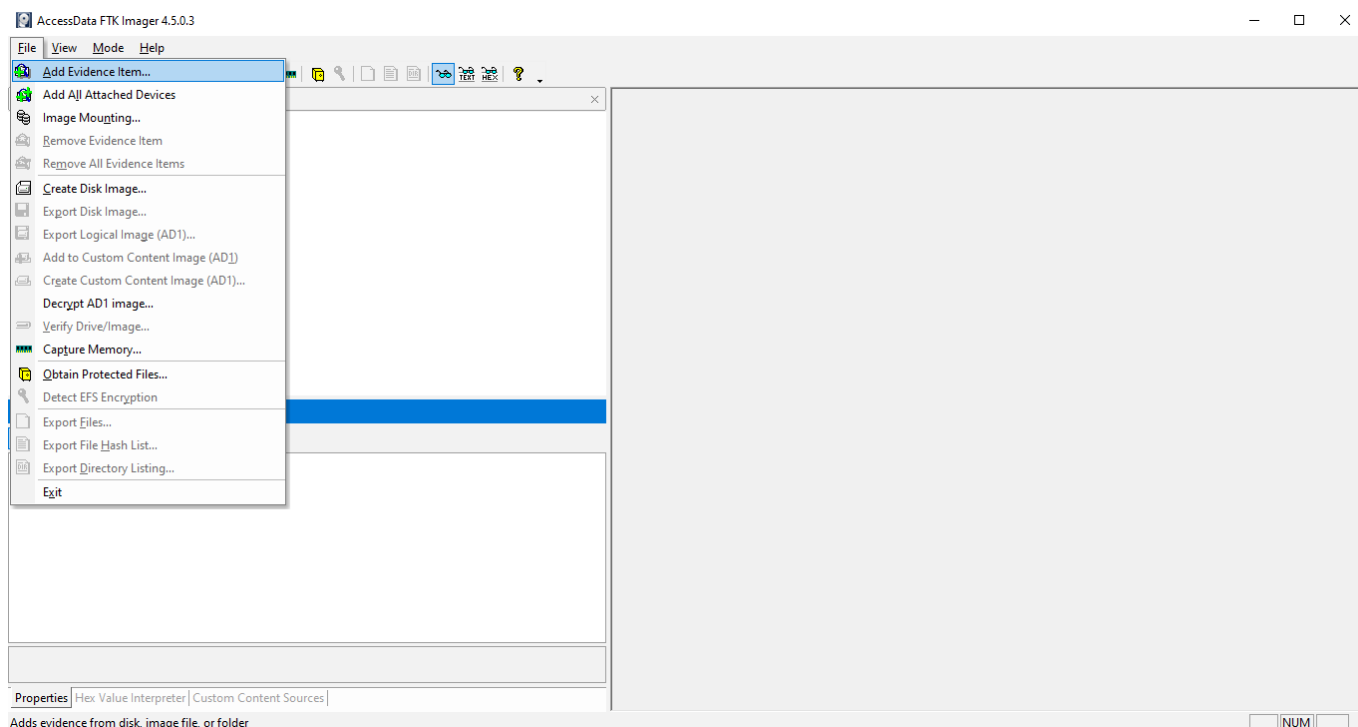 AccessData FTK Imager 4.5.0.3
File View Mode Help
Add Evidence Item...
TEXT HEX
Add All Attached Devices
Image Mounting...
Remove Evidence Item
Remove All Evidence Items
Create Disk Image...
Export Disk Image...
Export Logical Image (AD1)...
Add to Custom Content Image (AD1)
Create Custom Content Image (AD1)...
Decrypt AD1 image...
Verify Drive/Image...
Capture Memory...
Obtain Protected Files...
Detect EFS Encryption
Export Files...
Export File Hash List...
Export Directory Listing...
Exit
Properties Hex Value Interpreter Custom Content Sources
Adds evidence from disk, image file, or folder NUM